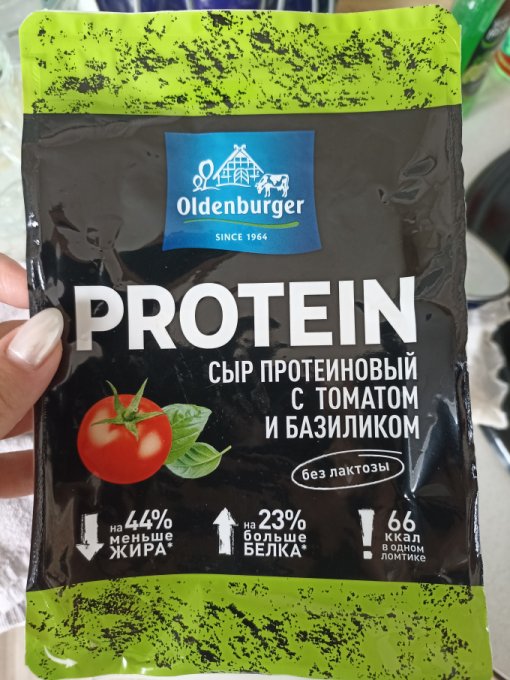 Oldenburger
SINCE 1964
PROTEIN
СЫР ПРОТЕИНОВЫЙ
С ТОМАТОМ
И БАЗИЛИКОМ
без лактозы
на 44%
меньше
ЖИРА*
на 23%
больше
БЕЛКА*
66
ккал
в одном
ломтике